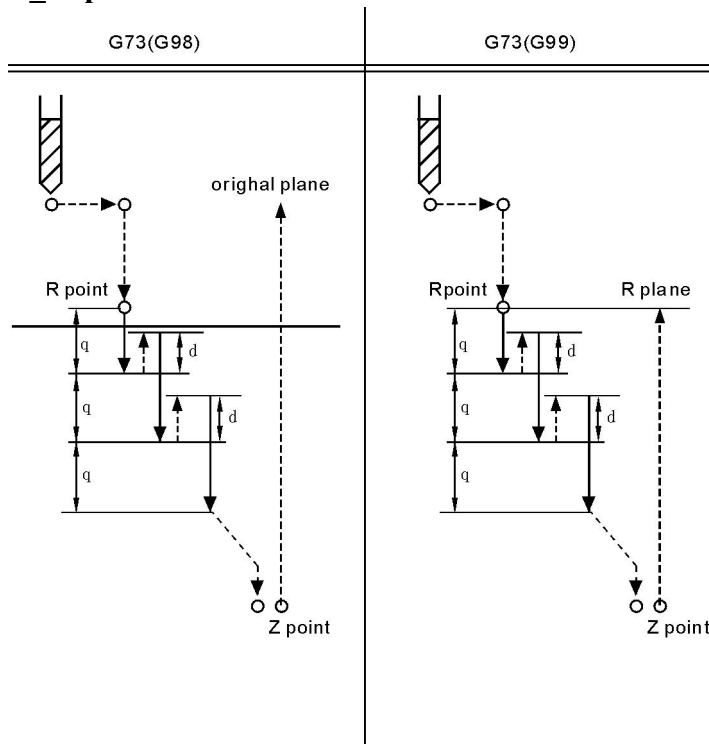 G73(G98)
G73(G99)
orighal plane
R point
q
d
q
d
q
Z point
Rpoint
R plane
q
d
q
d
q
Z point